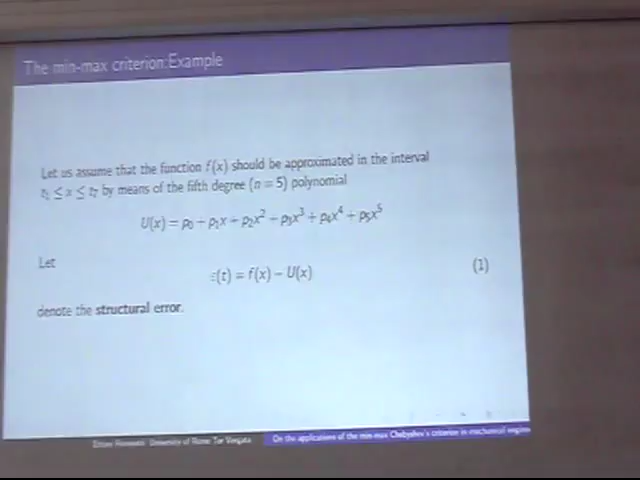 The min-max criterion:Example
Let us assume that the function f(x) should be approximated in the interval
t₁ ≤ x ≤ t₇ by means of the fifth degree (n = 5) polynomial
U(x) = p₀ + p₁x + p₂x² + p₃x³ + p₄x⁴ + p₅x⁵
Let
ε(t) = f(x) − U(x) (1)
denote the structural error.
University of Rome Tor Vergata
On the applications of the min-max Chebyshev's criterion in mechanical